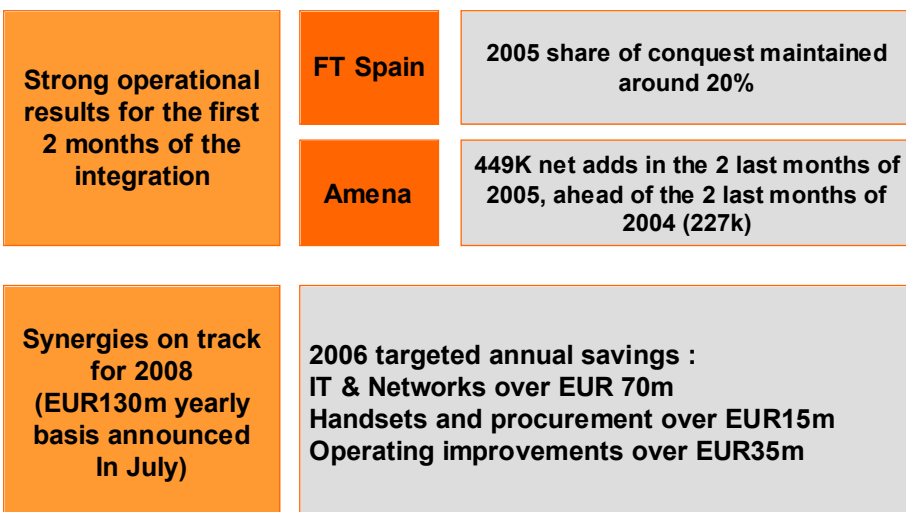 Strong operational
results for the first
2 months of the
integration
FT Spain
2005 share of conquest maintained
around 20%
Amena
449K net adds in the 2 last months of
2005, ahead of the 2 last months of
2004 (227k)
Synergies on track
for 2008
(EUR130m yearly
basis announced
In July)
2006 targeted annual savings :
IT & Networks over EUR 70m
Handsets and procurement over EUR15m
Operating improvements over EUR35m